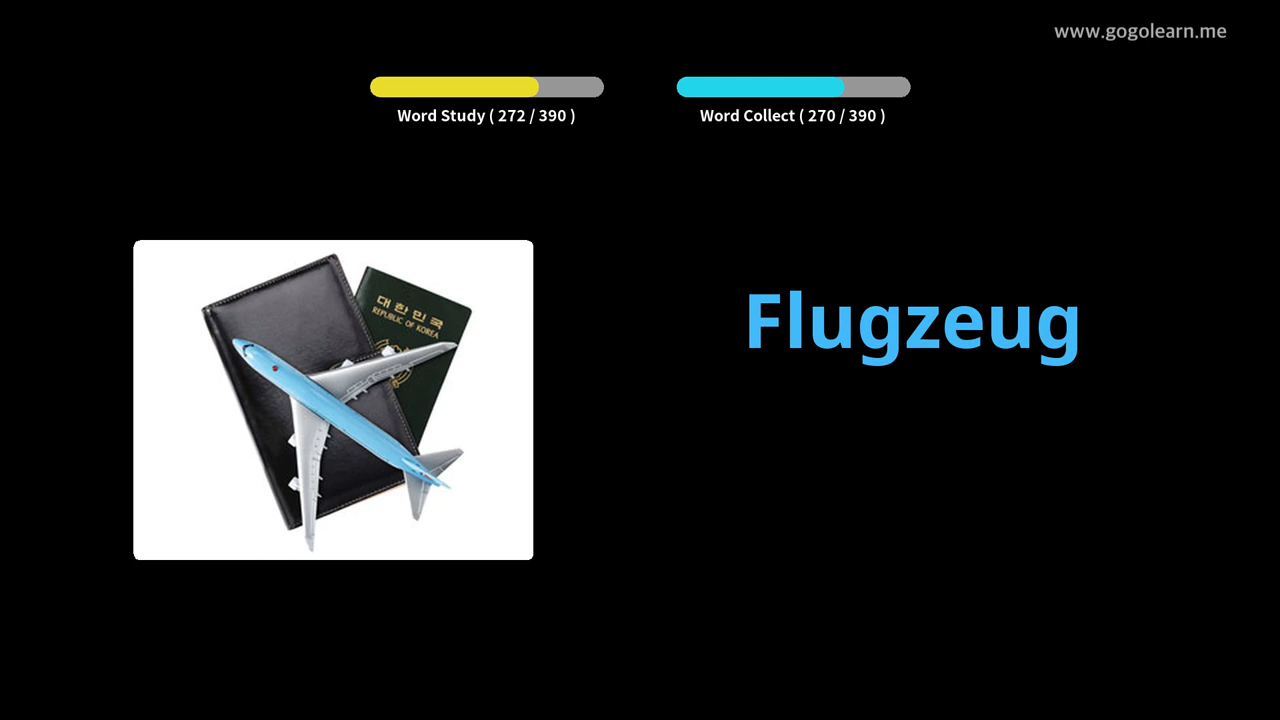 www.gogolearn.me
Word Study ( 272 / 390 )
Word Collect ( 270 / 390 )
대한민국
REPUBLIC OF KOREA
Flugzeug